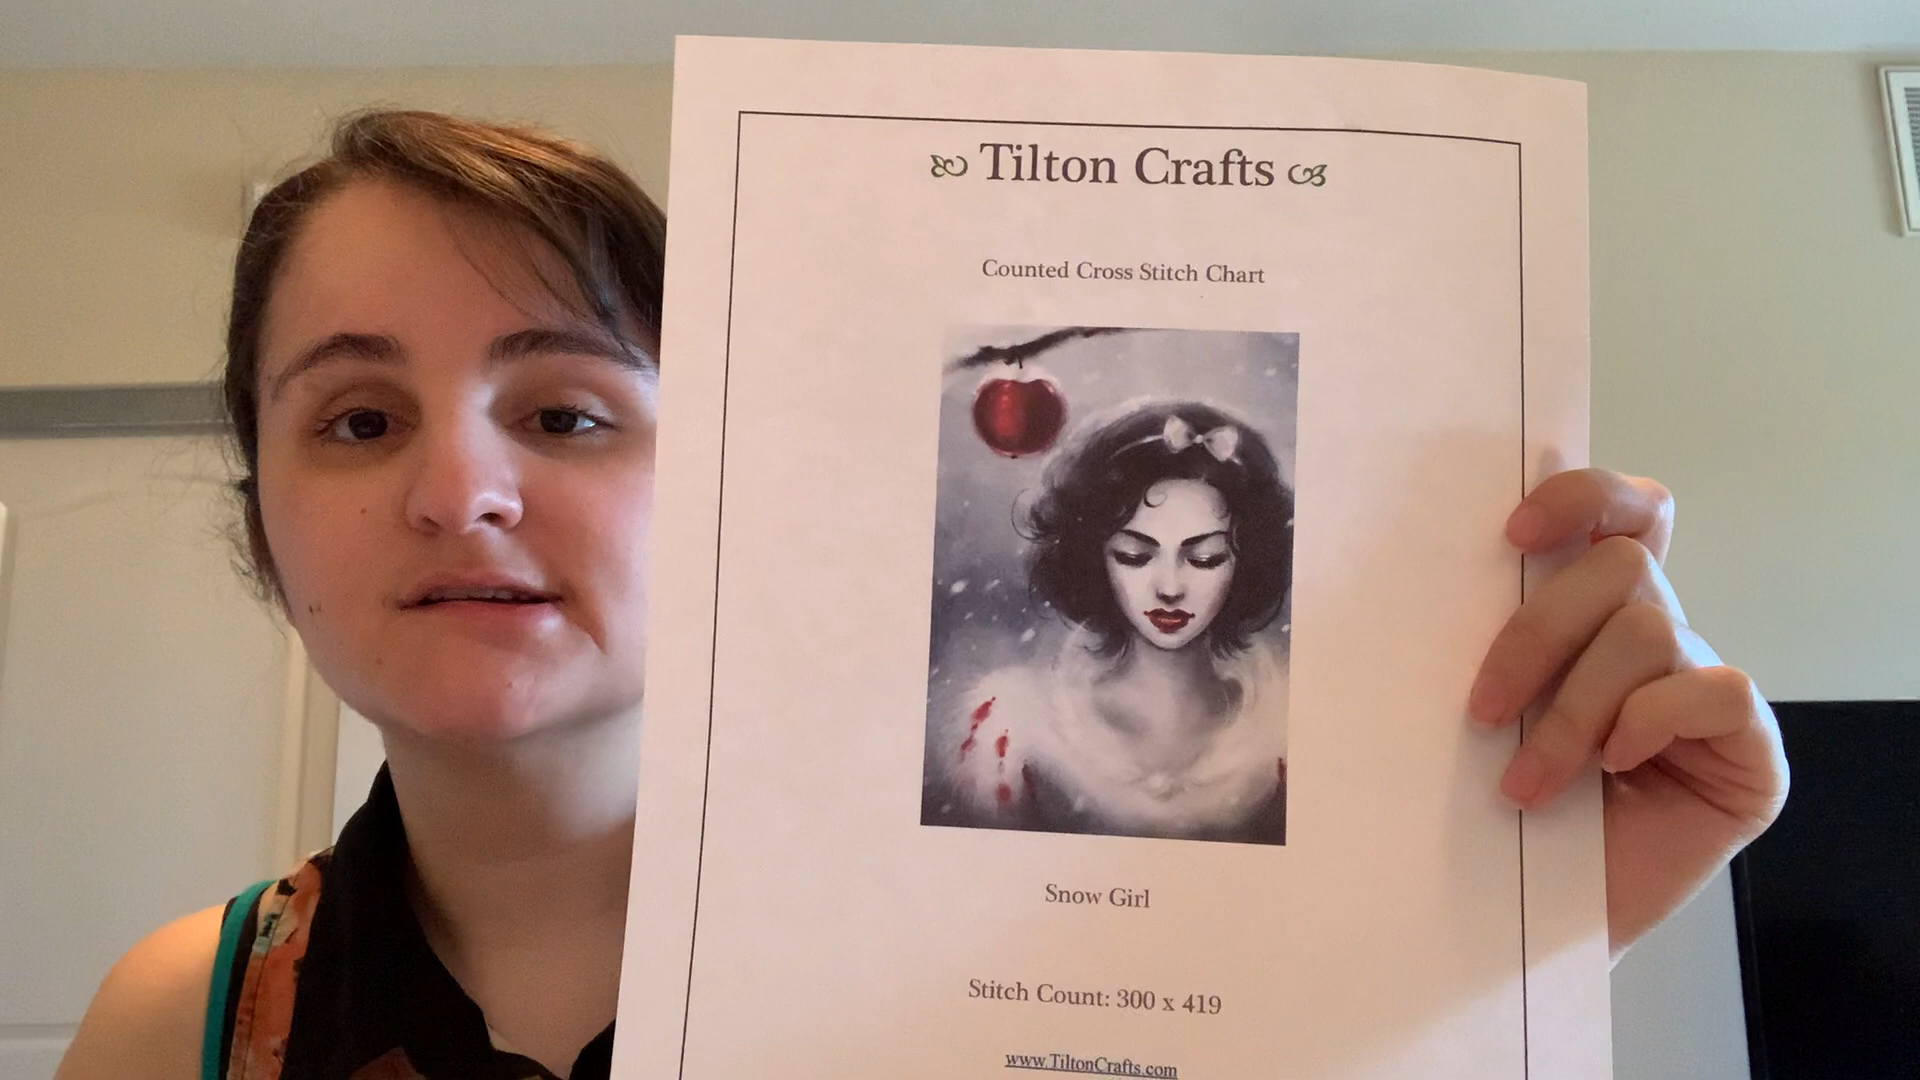 Tilton Crafts
Counted Cross Stitch Chart
Snow Girl
Stitch Count: 300 x 419
www.TiltonCrafts.com